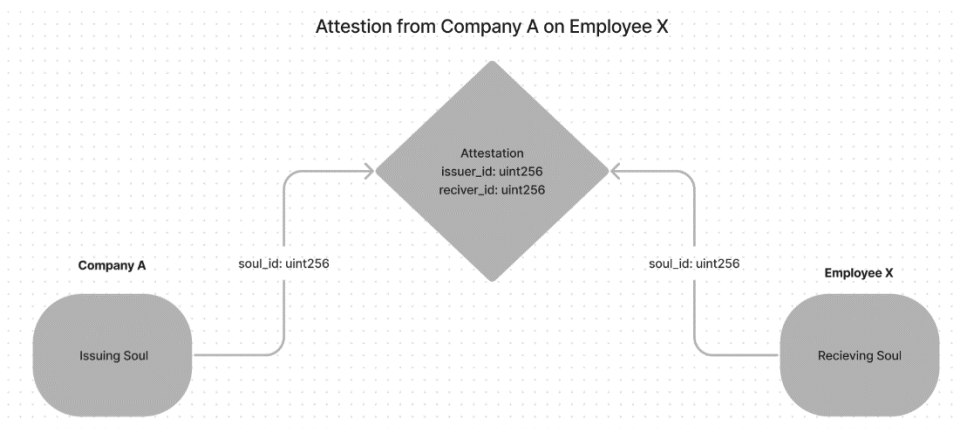 Attestion from Company A on Employee X
Attestation
issuer_id: uint256
reciver_id: uint256
soul_id: uint256
soul_id: uint256
Company A
Employee X
Issuing Soul
Recieving Soul